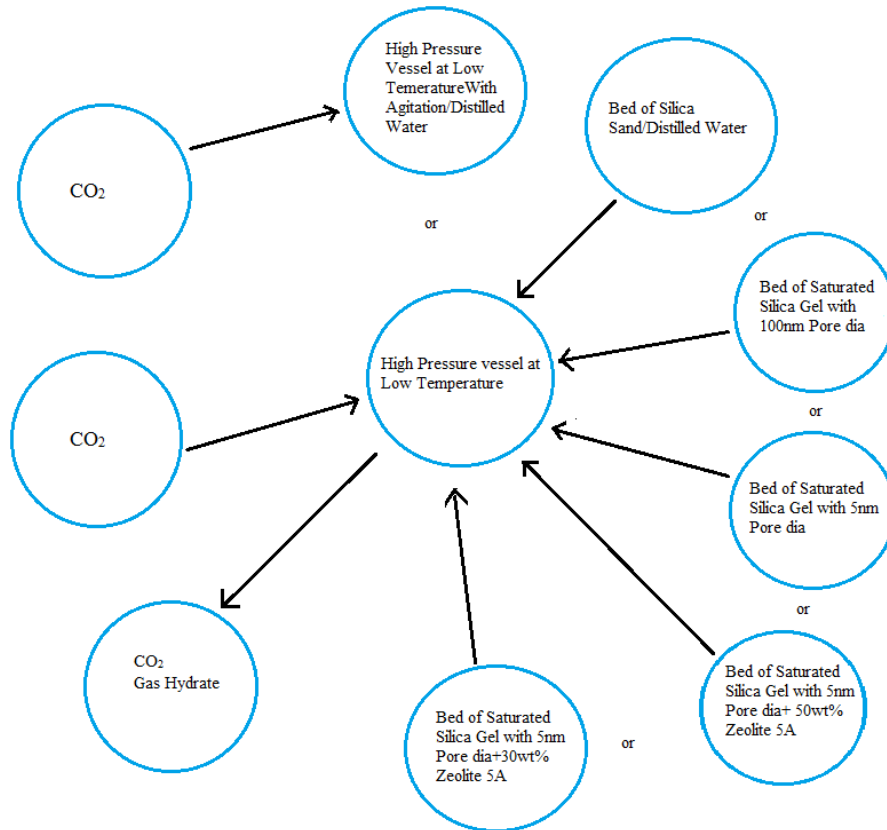 High Pressure
Vessel at Low
TemeratureWith
Agitation/Distilled
Water
Bed of Silica
Sand/Distilled Water
CO₂
or
or
Bed of Saturated
Silica Gel with
100nm Pore dia
High Pressure vessel at
Low Temperature
or
CO₂
Bed of Saturated
Silica Gel with 5nm
Pore dia
or
CO₂
Gas Hydrate
Bed of Saturated
Silica Gel with 5nm
Pore dia+ 50wt%
Zeolite 5A
Bed of Saturated
Silica Gel with 5nm
Pore dia+30wt%
Zeolite 5A
or